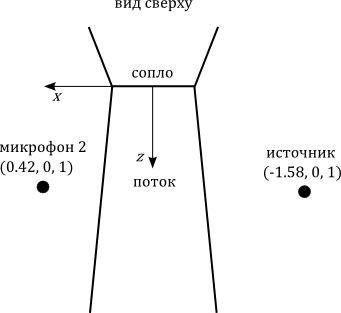 вид сверху
сопло
x
микрофон 2
(0.42, 0, 1)
z
поток
источник
(-1.58, 0, 1)